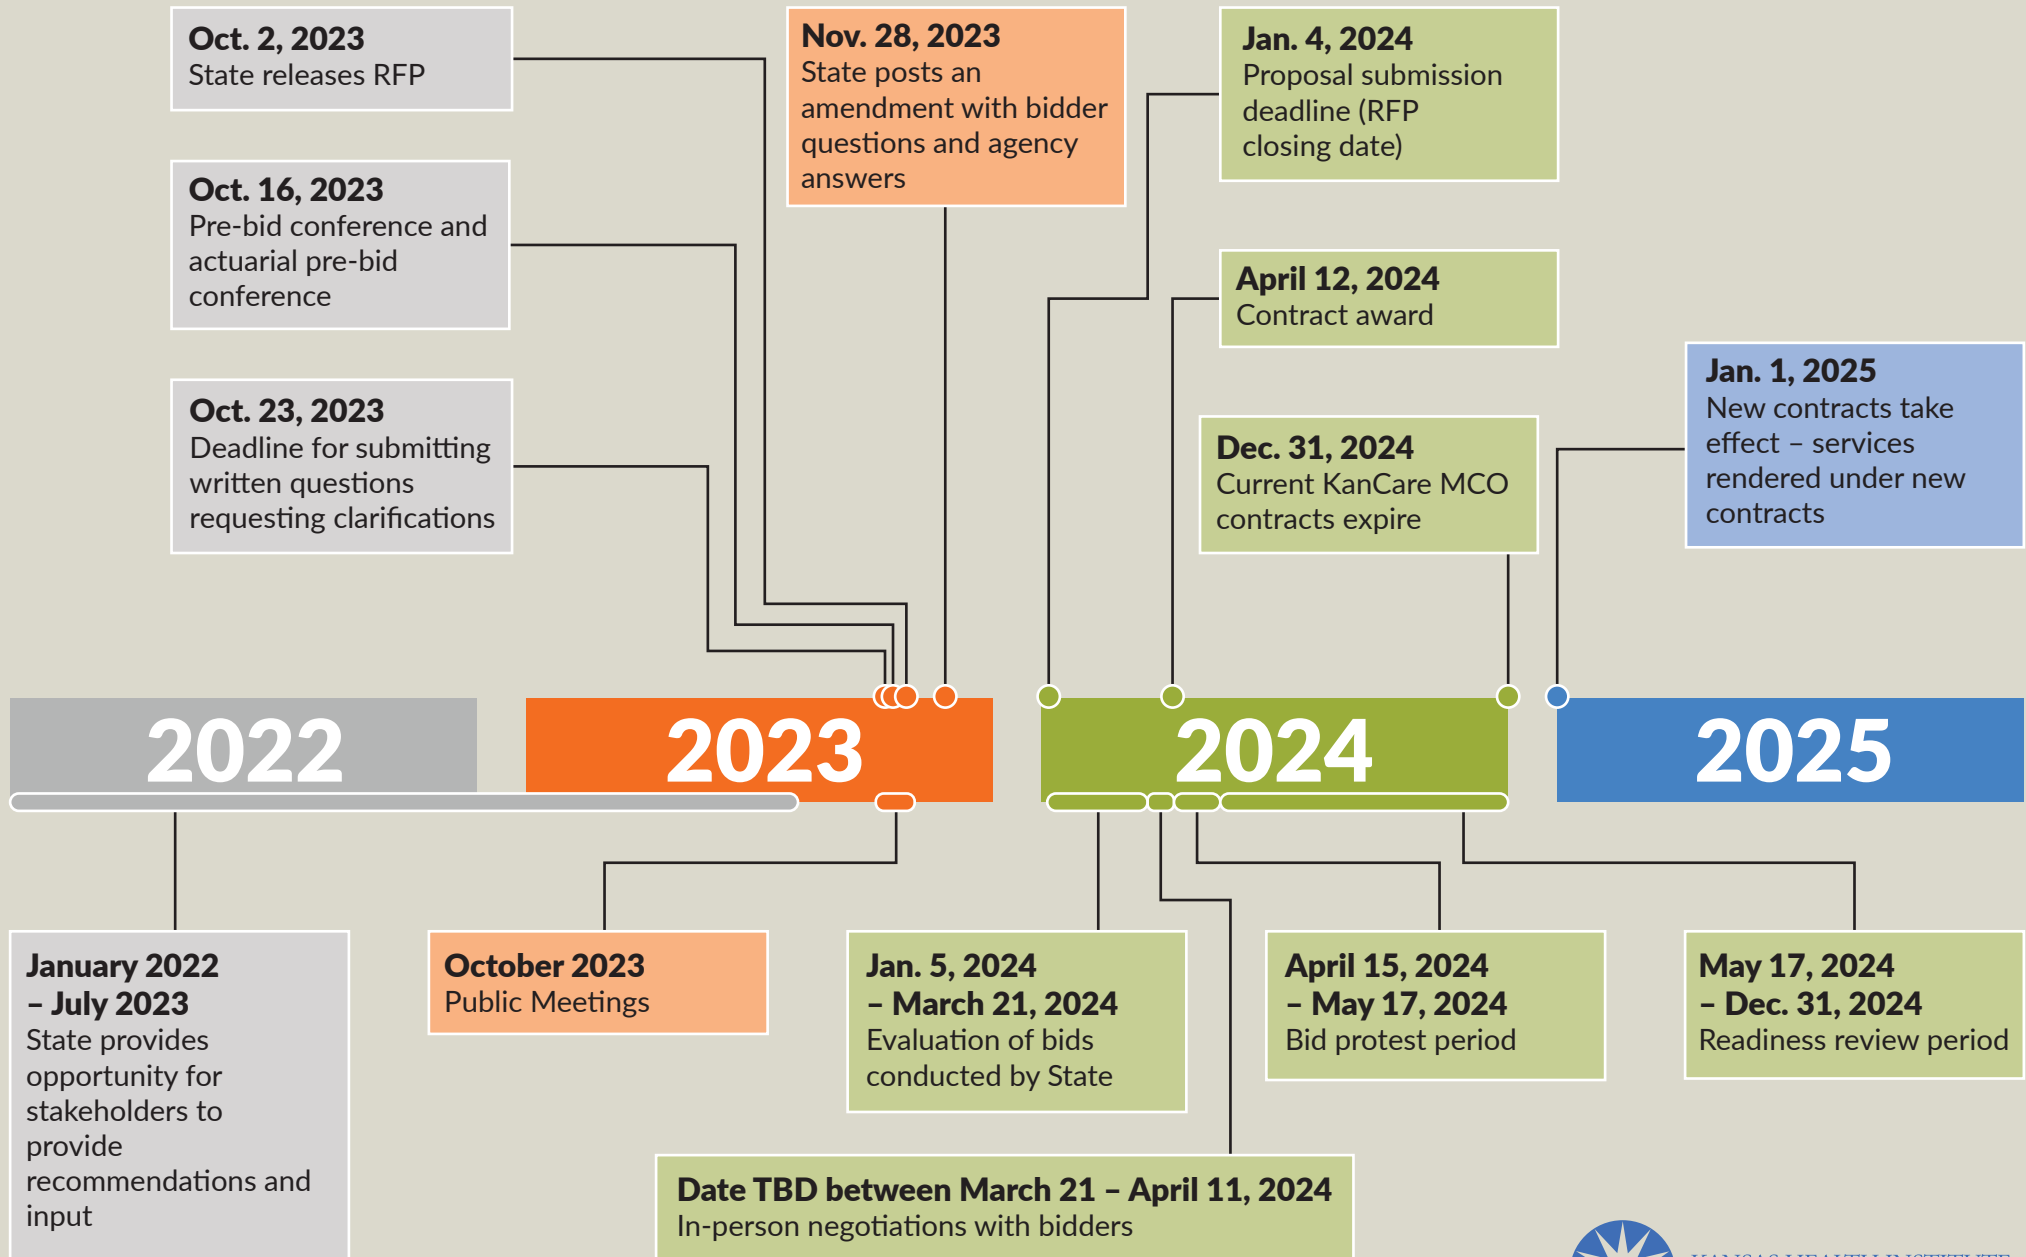 Oct. 2, 2023
State releases RFP
Oct. 16, 2023
Pre-bid conference and
actuarial pre-bid
conference
Oct. 23, 2023
Deadline for submitting
written questions
requesting clarifications
Nov. 28, 2023
State posts an
amendment with bidder
questions and agency
answers
Jan. 4, 2024
Proposal submission
deadline (RFP
closing date)
April 12, 2024
Contract award
Dec. 31, 2024
Current KanCare MCO
contracts expire
Jan. 1, 2025
New contracts take
effect – services
rendered under new
contracts
2022
2023
2024
2025
January 2022
– July 2023
State provides
opportunity for
stakeholders to
provide
recommendations and
input
October 2023
Public Meetings
Jan. 5, 2024
– March 21, 2024
Evaluation of bids
conducted by State
Date TBD between March 21 – April 11, 2024
In-person negotiations with bidders
April 15, 2024
– May 17, 2024
Bid protest period
May 17, 2024
– Dec. 31, 2024
Readiness review period